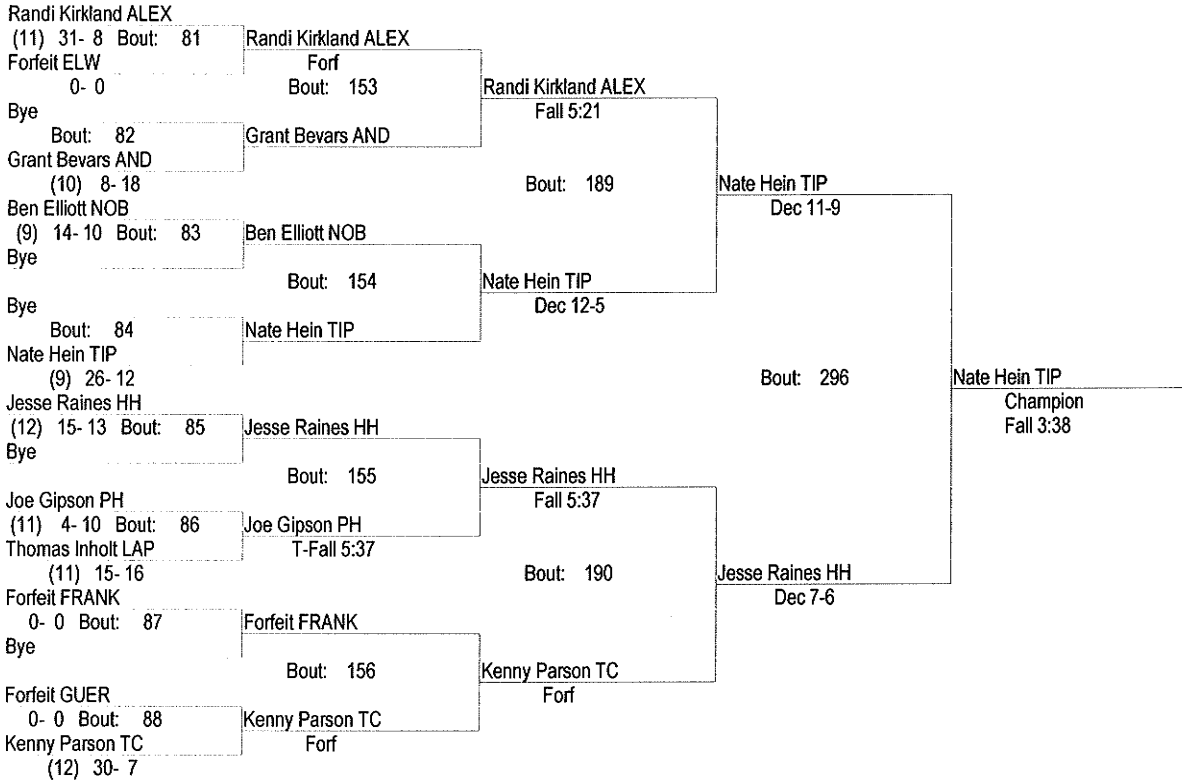 Randi Kirkland ALEX
(11) 31- 8 Bout: 81
Forfeit ELW
0- 0
Bye
Bout: 82
Grant Bevars AND
(10) 8- 18
Ben Elliott NOB
(9) 14- 10 Bout: 83
Bye
Bye
Bout: 84
Nate Hein TIP
(9) 26- 12
Jesse Raines HH
(12) 15- 13 Bout: 85
Bye
Joe Gipson PH
(11) 4- 10 Bout: 86
Thomas Inholt LAP
(11) 15- 16
Forfeit FRANK
0- 0 Bout: 87
Bye
Forfeit GUER
0- 0 Bout: 88
Kenny Parson TC
(12) 30- 7
Randi Kirkland ALEX
Forf
Bout: 153
Grant Bevars AND
Ben Elliott NOB
Bout: 154
Nate Hein TIP
Jesse Raines HH
Bout: 155
Joe Gipson PH
T-Fall 5:37
Forfeit FRANK
Bout: 156
Kenny Parson TC
Forf
Randi Kirkland ALEX
Fall 5:21
Bout: 189
Nate Hein TIP
Dec 12-5
Jesse Raines HH
Fall 5:37
Bout: 190
Kenny Parson TC
Forf
Nate Hein TIP
Dec 11-9
Bout: 296
Jesse Raines HH
Dec 7-6
Nate Hein TIP
Champion
Fall 3:38